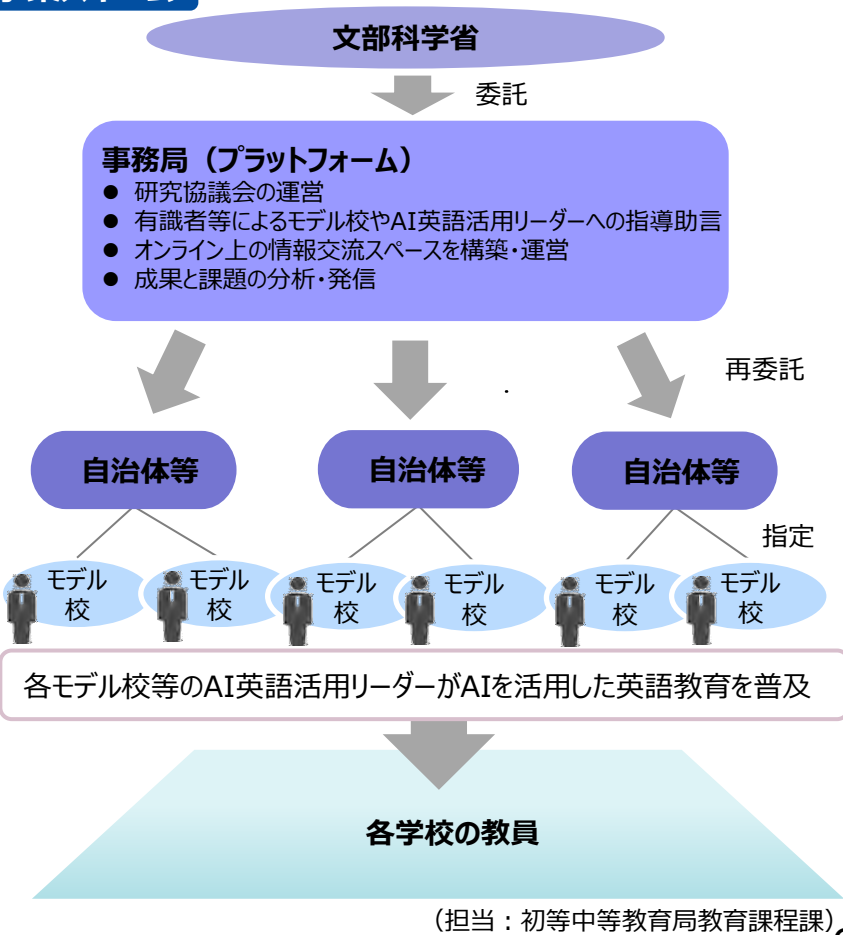 文部科学省
委託
事務局（プラットフォーム）
● 研究協議会の運営
● 有識者等によるモデル校やAI英語活用リーダーへの指導助言
● オンライン上の情報交流スペースを構築・運営
● 成果と課題の分析・発信
再委託
.
自治体等 自治体等 自治体等
指定
モデル校 モデル校 モデル校 モデル校 モデル校 モデル校
各モデル校等のAI英語活用リーダーがAIを活用した英語教育を普及
各学校の教員
（担当：初等中等教育局教育課程課）